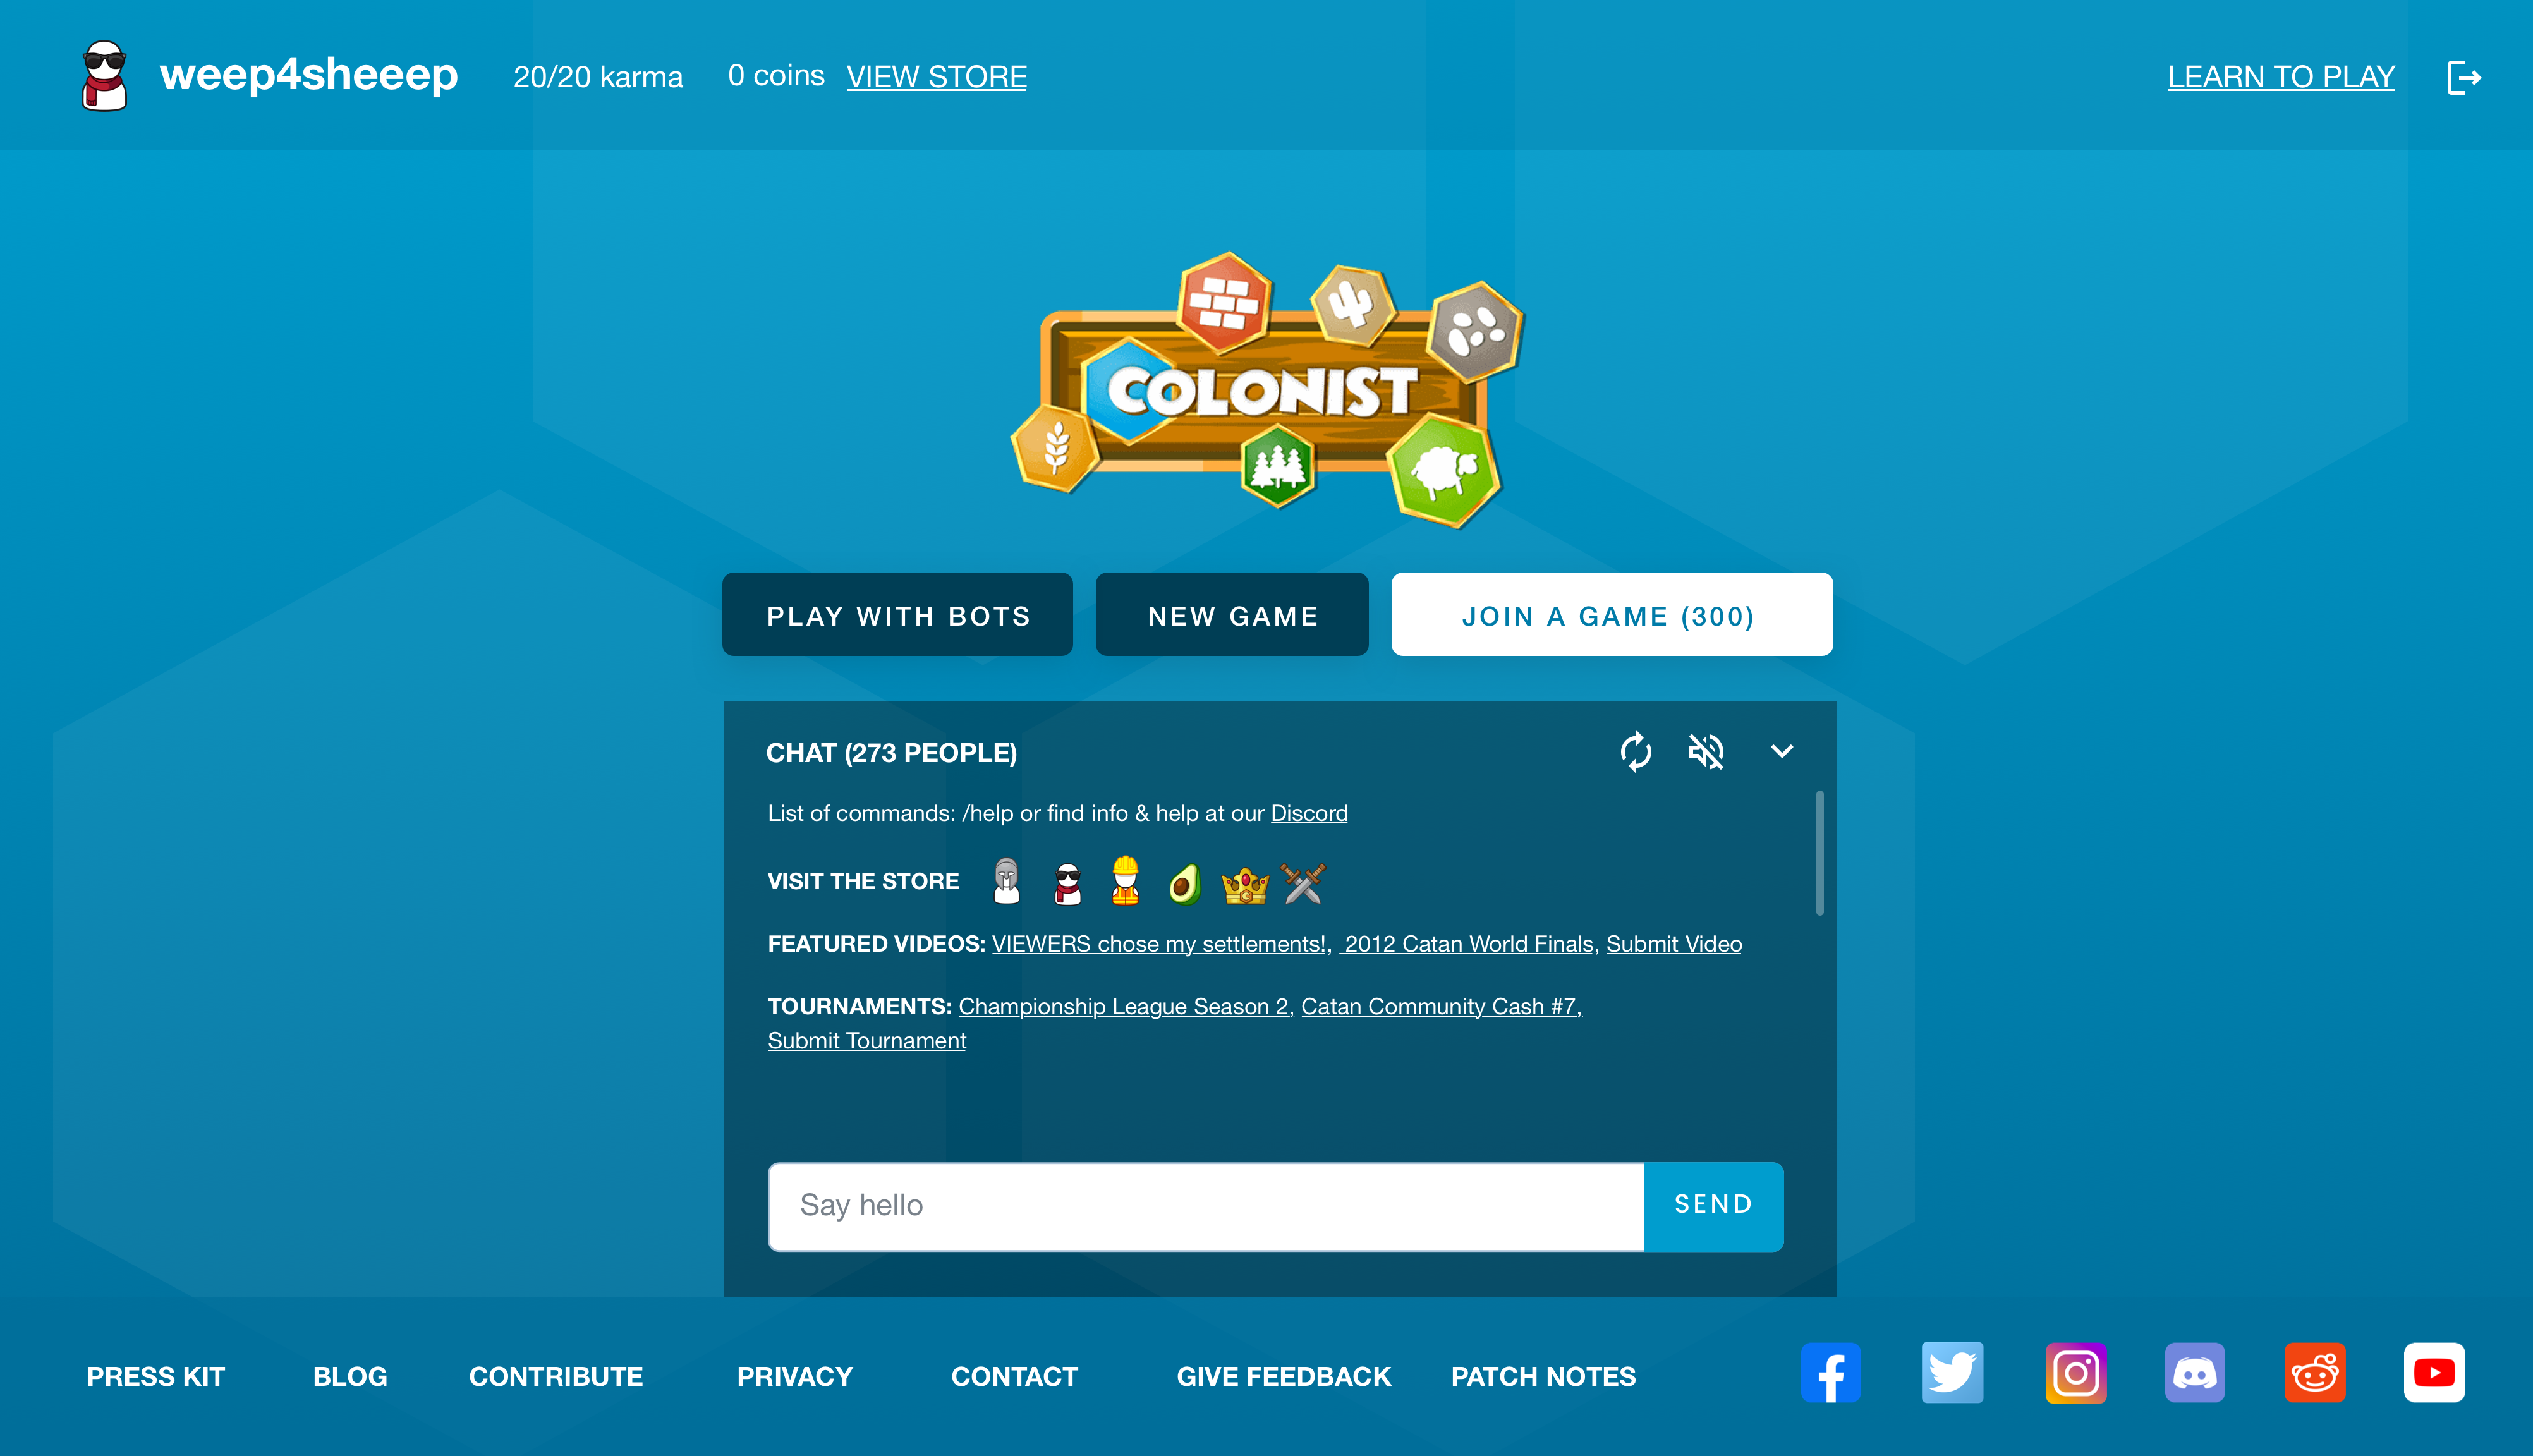 weep4sheeep 20/20 karma 0 coins VIEW STORE LEARN TO PLAY
COLONIST
PLAY WITH BOTS NEW GAME JOIN A GAME (300)
CHAT (273 PEOPLE)
List of commands: /help or find info & help at our Discord
VISIT THE STORE
FEATURED VIDEOS: VIEWERS chose my settlements!, 2012 Catan World Finals, Submit Video
TOURNAMENTS: Championship League Season 2, Catan Community Cash #7,
Submit Tournament
Say hello SEND
PRESS KIT BLOG CONTRIBUTE PRIVACY CONTACT GIVE FEEDBACK PATCH NOTES